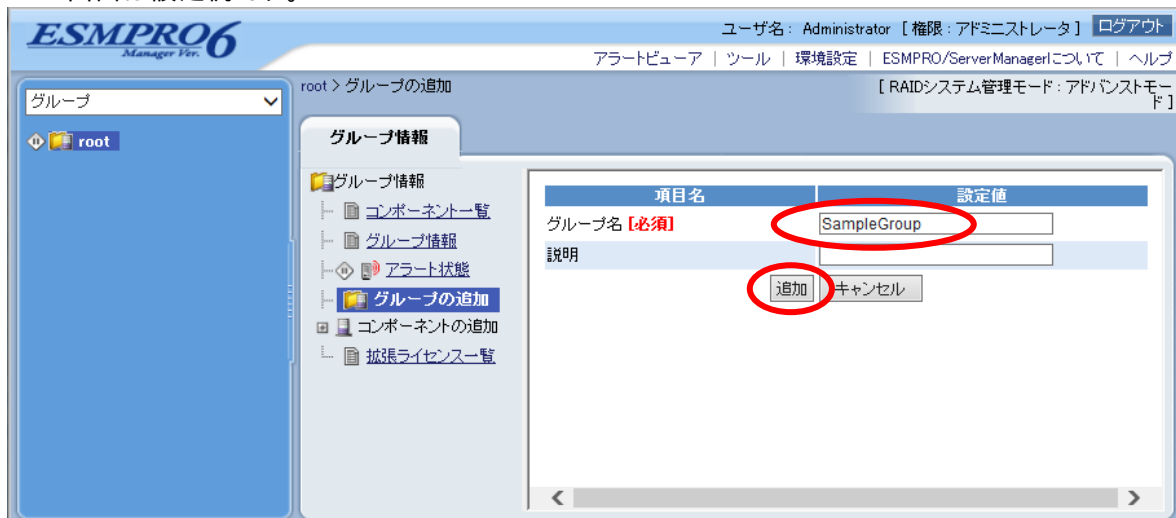 ESMPRO6
Manager Ver.
ユーザ名： Administrator [ 権限：アドミニストレータ ] ログアウト
アラートビューア | ツール | 環境設定 | ESMPRO/ServerManagerについて | ヘルプ
グループ
root
root > グループの追加
[ RAIDシステム管理モード：アドバンストモード ]
グループ情報
グループ情報
コンポーネント一覧
グループ情報
アラート状態
グループの追加
コンポーネントの追加
拡張ライセンス一覧
項目名 設定値
グループ名 [必須] SampleGroup
説明
追加 キャンセル